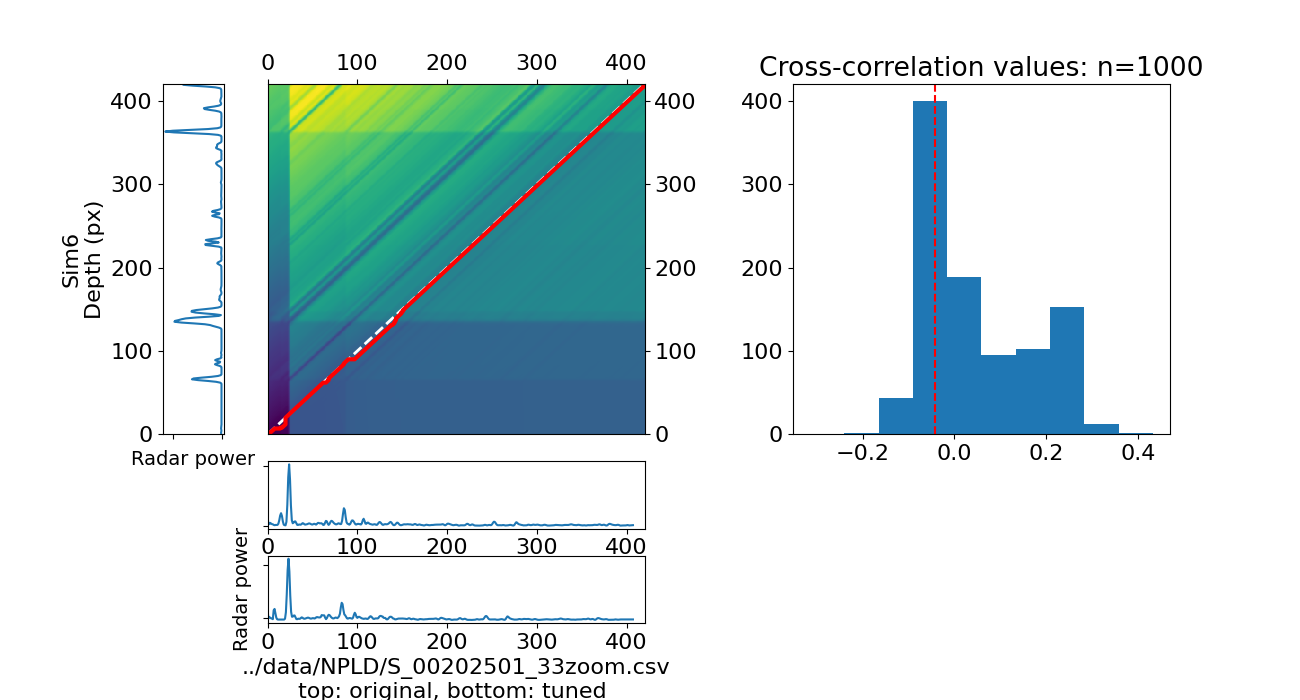 Cross-correlation values: n=1000
0 100 200 300 400
400 400 400
300 300 300
Sim6
Depth (px)
200 200 200
100 100 100
0 0 0
−0.2 0.0 0.2 0.4
Radar power
0 100 200 300 400
Radar power
0 100 200 300 400
../data/NPLD/S_00202501_33zoom.csv
top: original, bottom: tuned